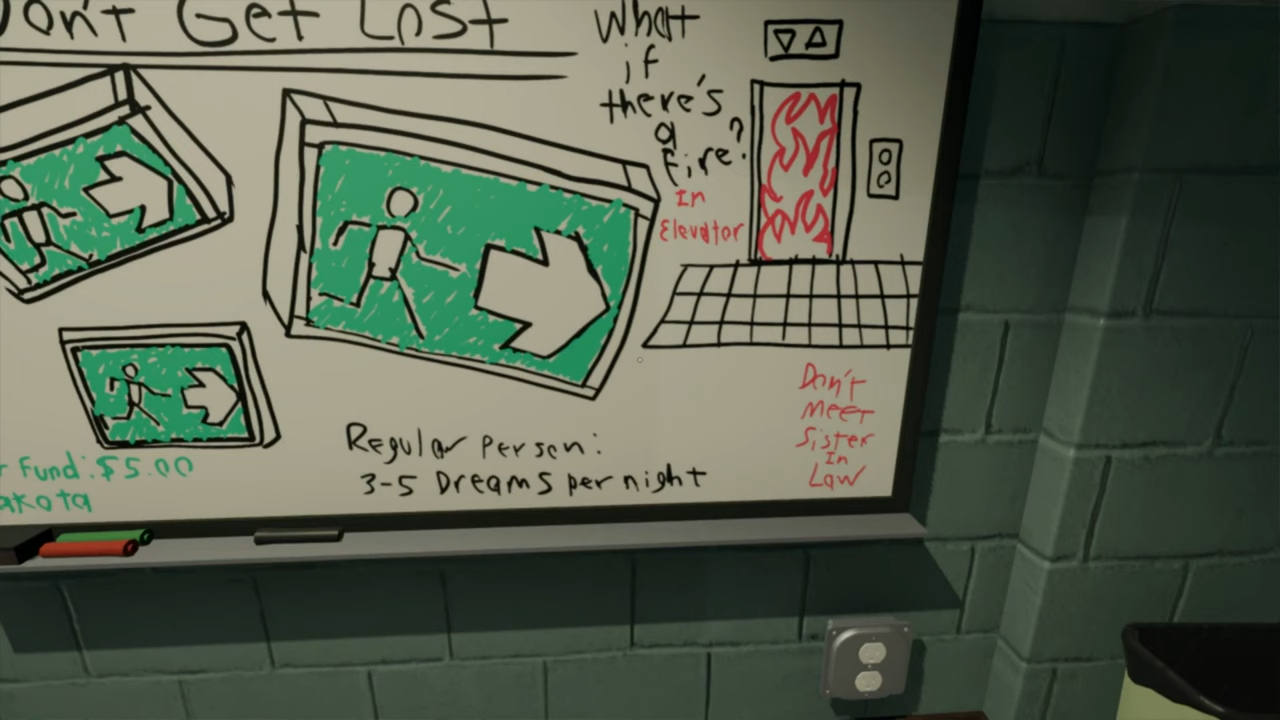 Don't Get Lost
What
if
there's
a
fire?
In
Elevator
Regular Person:
3-5 Dreams per night
Don't
Meet
Sister
In
Law
Fund: $5.00